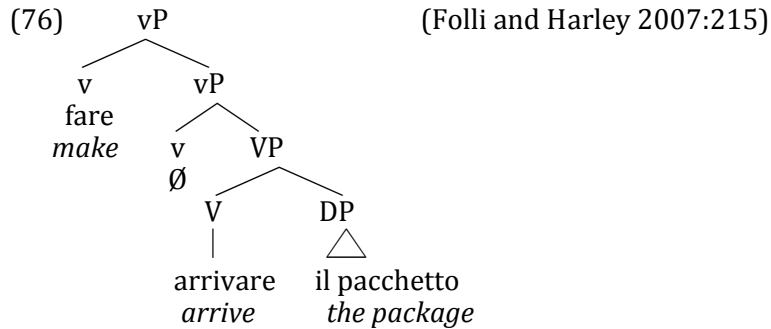 (76) vP (Folli and Harley 2007:215)
v vP
fare
make v VP
Ø
V DP
arrivare il pacchetto
arrive the package